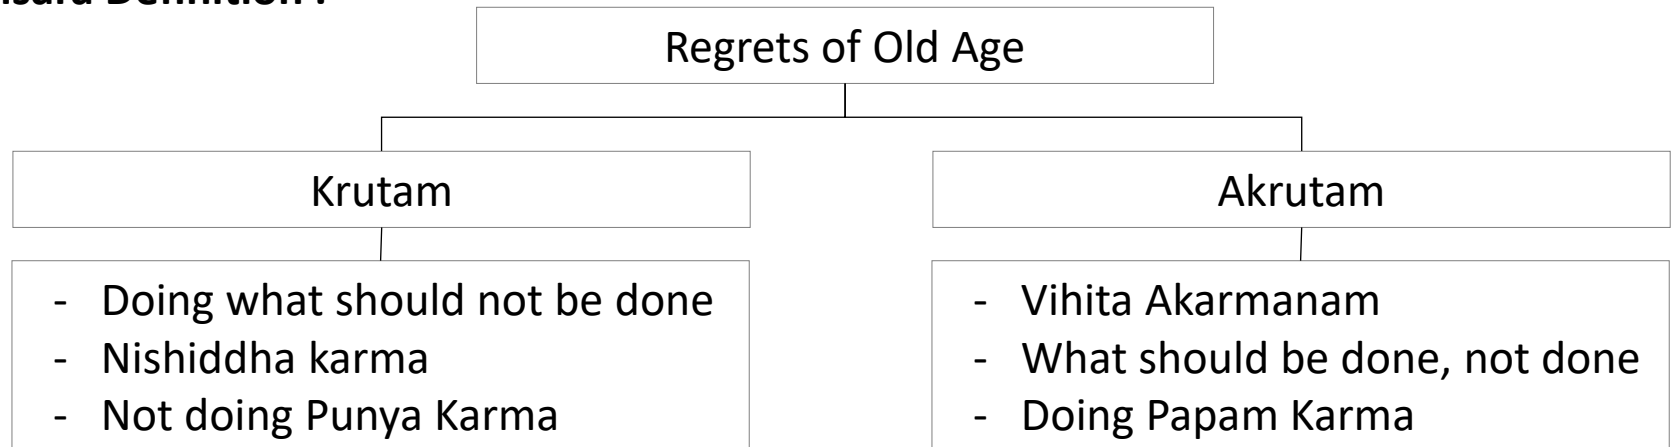 Definition :
Regrets of Old Age
Krutam
Akrutam
- Doing what should not be done
- Nishiddha karma
- Not doing Punya Karma
- Vihita Akarmanam
- What should be done, not done
- Doing Papam Karma